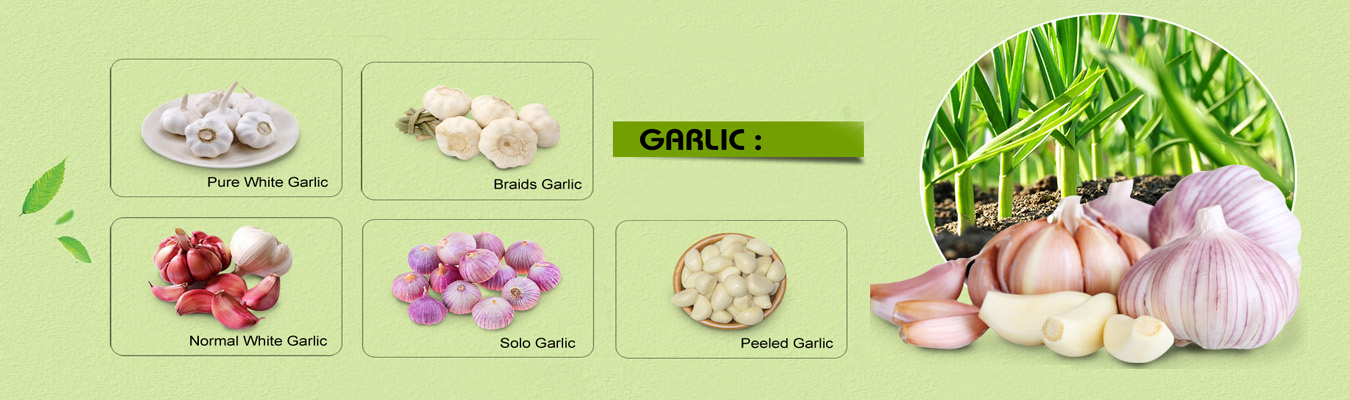 Pure White Garlic
Braids Garlic
GARLIC :
Normal White Garlic
Solo Garlic
Peeled Garlic